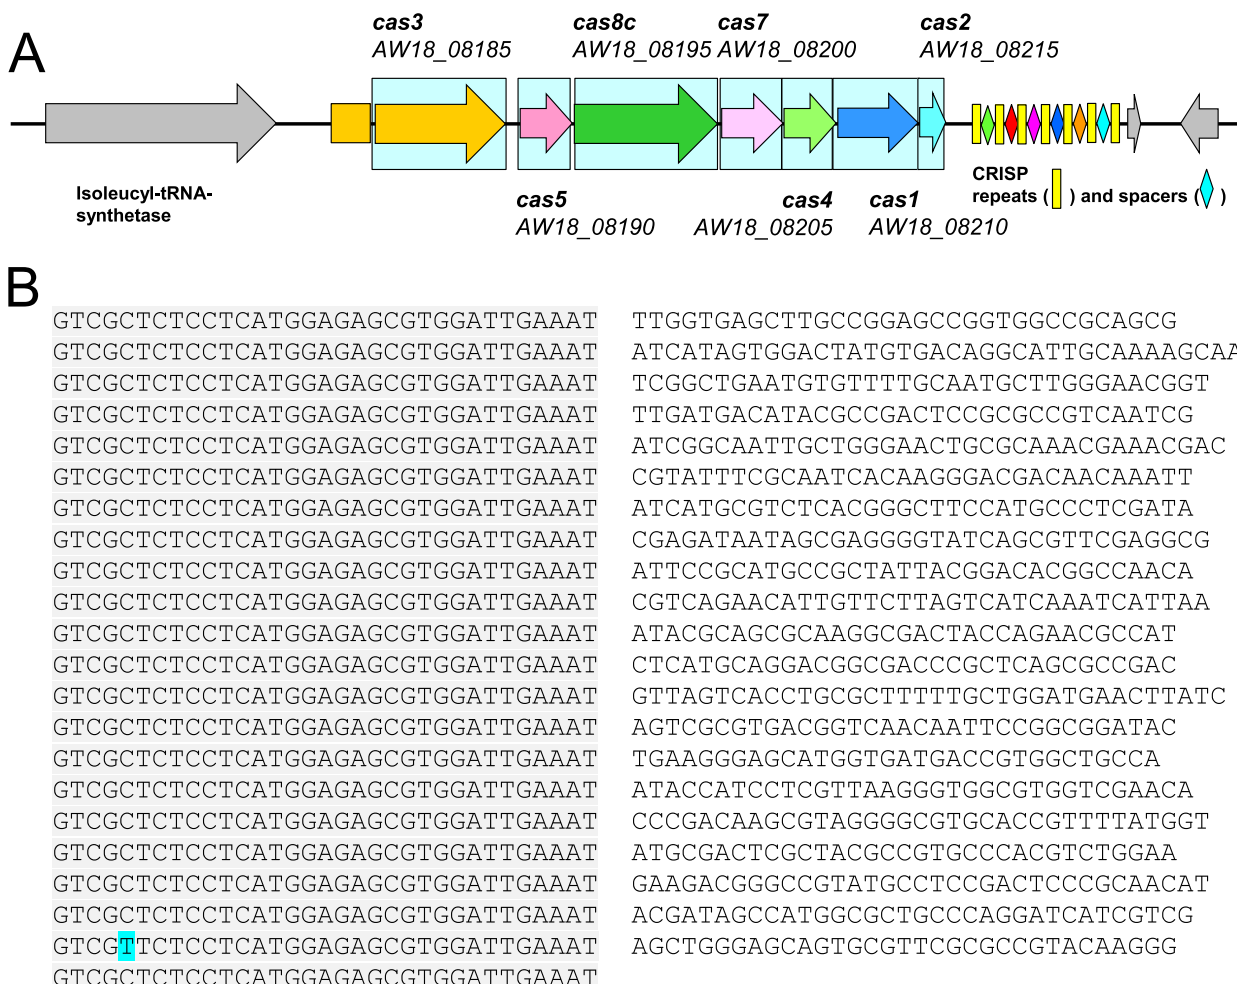 A
cas3 cas8c cas7 cas2
AW18_08185 AW18_08195 AW18_08200 AW18_08215
Isoleucyl-tRNA-
synthetase
CRISP
repeats ( ) and spacers ( )
cas5 cas4 cas1
AW18_08190 AW18_08205 AW18_08210
B
GTCGCTCTCCTCATGGAGAGCGTGGATTGAAAT TTGGTGAGCTTGCCGGAGCCGGTGGCCGCAGCG
GTCGCTCTCCTCATGGAGAGCGTGGATTGAAAT ATCATAGTGGACTATGTGACAGGCATTGCAAAAGCAA
GTCGCTCTCCTCATGGAGAGCGTGGATTGAAAT TCGGCTGAATGTGTTTTGCAATGCTTGGGAACGGT
GTCGCTCTCCTCATGGAGAGCGTGGATTGAAAT TTGATGACATACGCCGACTCCGCGCCGTCAATCG
GTCGCTCTCCTCATGGAGAGCGTGGATTGAAAT ATCGGCAATTGCTGGGAACTGCGCAAACGAAACGAC
GTCGCTCTCCTCATGGAGAGCGTGGATTGAAAT CGTATTTCGCAATCACAAGGGACGACAACAAATT
GTCGCTCTCCTCATGGAGAGCGTGGATTGAAAT ATCATGCGTCTCACGGGCTTCCATGCCCTCGATA
GTCGCTCTCCTCATGGAGAGCGTGGATTGAAAT CGAGATAATAGCGAGGGGTATCAGCGTTCGAGGCG
GTCGCTCTCCTCATGGAGAGCGTGGATTGAAAT ATTCCGCATGCCGCTATTACGGACACGGCCAACA
GTCGCTCTCCTCATGGAGAGCGTGGATTGAAAT CGTCAGAACATTGTTCTTAGTCATCAAATCATTAA
GTCGCTCTCCTCATGGAGAGCGTGGATTGAAAT ATACGCAGCGCAAGGCGACTACCAGAACGCCAT
GTCGCTCTCCTCATGGAGAGCGTGGATTGAAAT CTCATGCAGGACGGCGACCCGCTCAGCGCCGAC
GTCGCTCTCCTCATGGAGAGCGTGGATTGAAAT GTTAGTCACCTGCGCTTTTTGCTGGATGAACTTATC
GTCGCTCTCCTCATGGAGAGCGTGGATTGAAAT AGTCGCGTGACGGTCAACAATTCCGGCGGATAC
GTCGCTCTCCTCATGGAGAGCGTGGATTGAAAT TGAAGGGAGCATGGTGATGACCGTGGCTGCCA
GTCGCTCTCCTCATGGAGAGCGTGGATTGAAAT ATACCATCCTCGTTAAGGGTGGCGTGGTCGAACA
GTCGCTCTCCTCATGGAGAGCGTGGATTGAAAT CCCGACAAGCGTAGGGGCGTGCACCGTTTTATGGT
GTCGCTCTCCTCATGGAGAGCGTGGATTGAAAT ATGCGACTCGCTACGCCGTGCCCACGTCTGGAA
GTCGCTCTCCTCATGGAGAGCGTGGATTGAAAT GAAGACGGGCCGTATGCCTCCGACTCCCGCAACAT
GTCGCTCTCCTCATGGAGAGCGTGGATTGAAAT ACGATAGCCATGGCGCTGCCCAGGATCATCGTCG
GTCGTTCTCCTCATGGAGAGCGTGGATTGAAAT AGCTGGGAGCAGTGCGTTCGCGCCGTACAAGGG
GTCGCTCTCCTCATGGAGAGCGTGGATTGAAAT